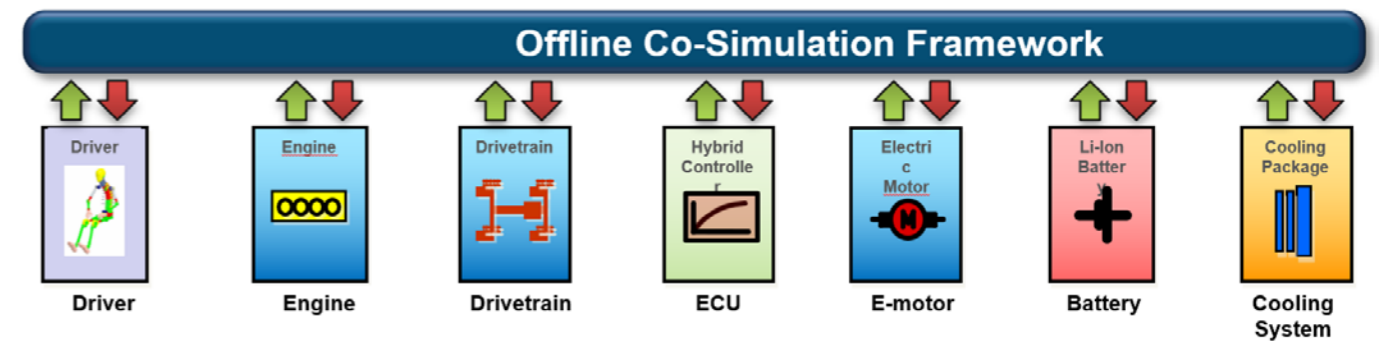 Offline Co-Simulation Framework
Driver
Engine
Drivetrain
Hybrid
Controlle
r
Electri
c
Motor
Li-Ion
Batter
y
Cooling
Package
M
Driver
Engine
Drivetrain
ECU
E-motor
Battery
Cooling
System